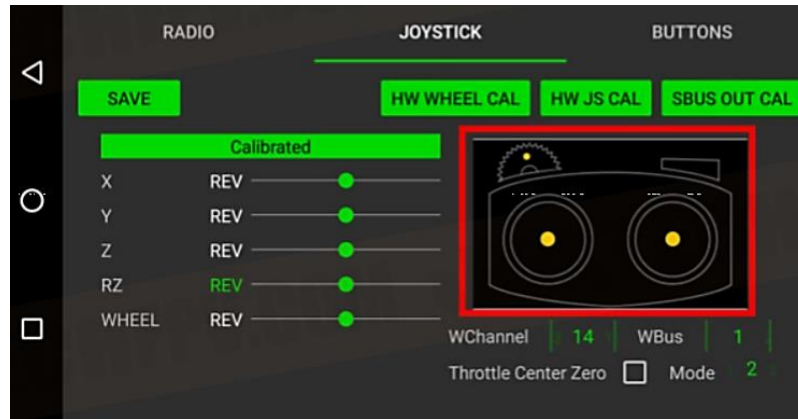 RADIO JOYSTICK BUTTONS
SAVE HW WHEEL CAL HW JS CAL SBUS OUT CAL
Calibrated
X REV
Y REV
Z REV
RZ REV
WHEEL REV
WChannel 14 WBus 1
Throttle Center Zero Mode 2